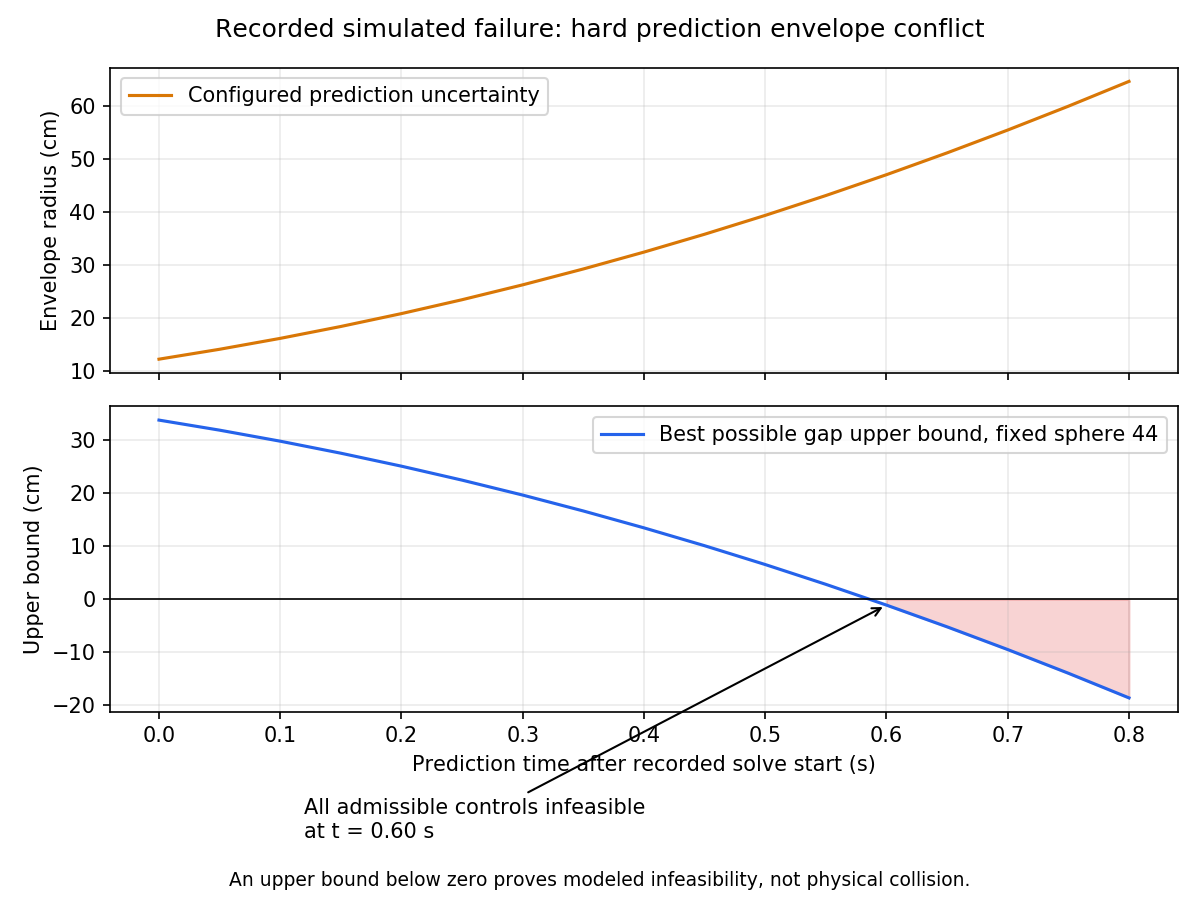 Recorded simulated failure: hard prediction envelope conflict
Configured prediction uncertainty
Envelope radius (cm)
60
50
40
30
20
10
Best possible gap upper bound, fixed sphere 44
Upper bound (cm)
30
20
10
0
−10
−20
0.0 0.1 0.2 0.3 0.4 0.5 0.6 0.7 0.8
Prediction time after recorded solve start (s)
All admissible controls infeasible
at t = 0.60 s
An upper bound below zero proves modeled infeasibility, not physical collision.